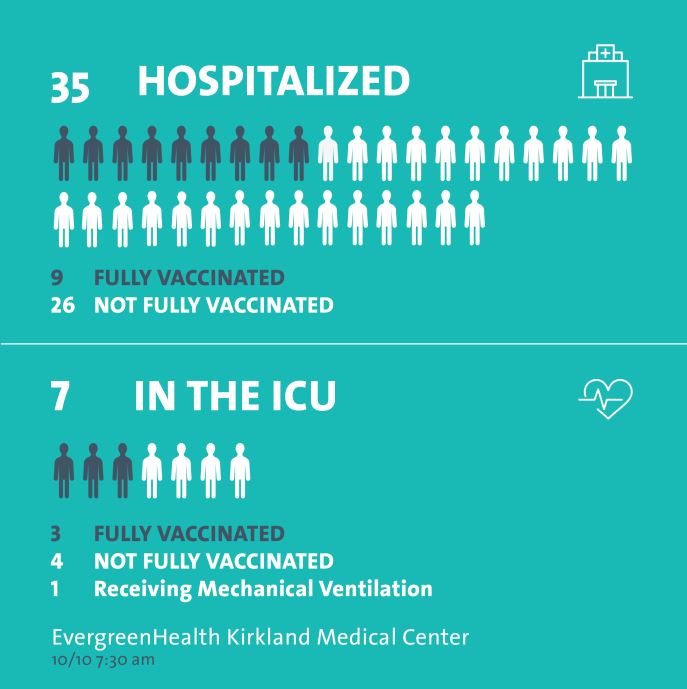 35 HOSPITALIZED
9 FULLY VACCINATED
26 NOT FULLY VACCINATED
7 IN THE ICU
3 FULLY VACCINATED
4 NOT FULLY VACCINATED
1 Receiving Mechanical Ventilation
EvergreenHealth Kirkland Medical Center
10/10 7:30 am